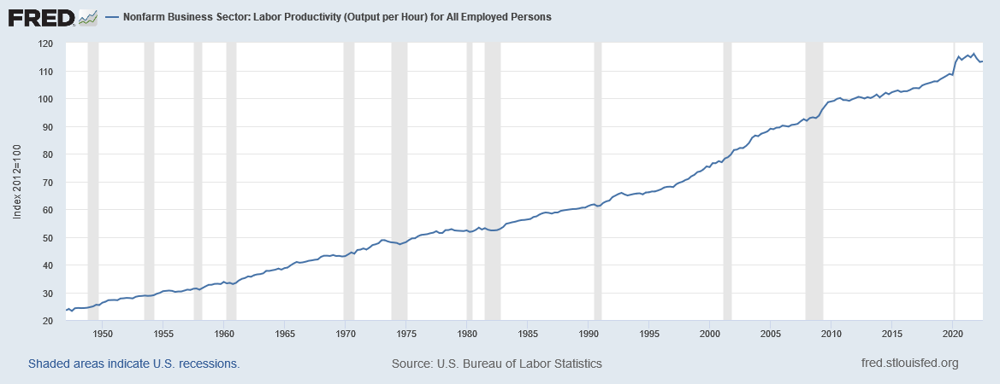 FRED Nonfarm Business Sector: Labor Productivity (Output per Hour) for All Employed Persons
120
110
100
90
80
70
60
50
40
30
20
Index 2012=100
1950 1955 1960 1965 1970 1975 1980 1985 1990 1995 2000 2005 2010 2015 2020
Shaded areas indicate U.S. recessions. Source: U.S. Bureau of Labor Statistics fred.stlouisfed.org